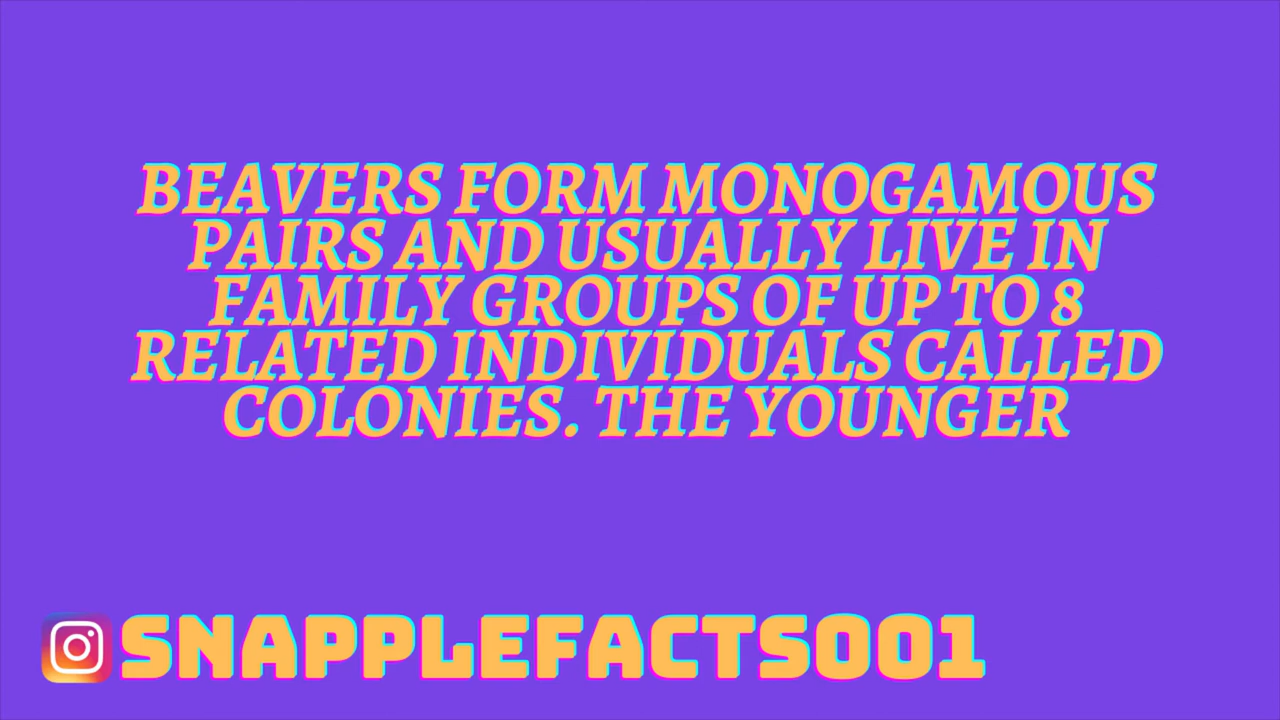 BEAVERS FORM MONOGAMOUS
PAIRS AND USUALLY LIVE IN
FAMILY GROUPS OF UP TO 8
RELATED INDIVIDUALS CALLED
COLONIES. THE YOUNGER
SNAPPLEFACTS001